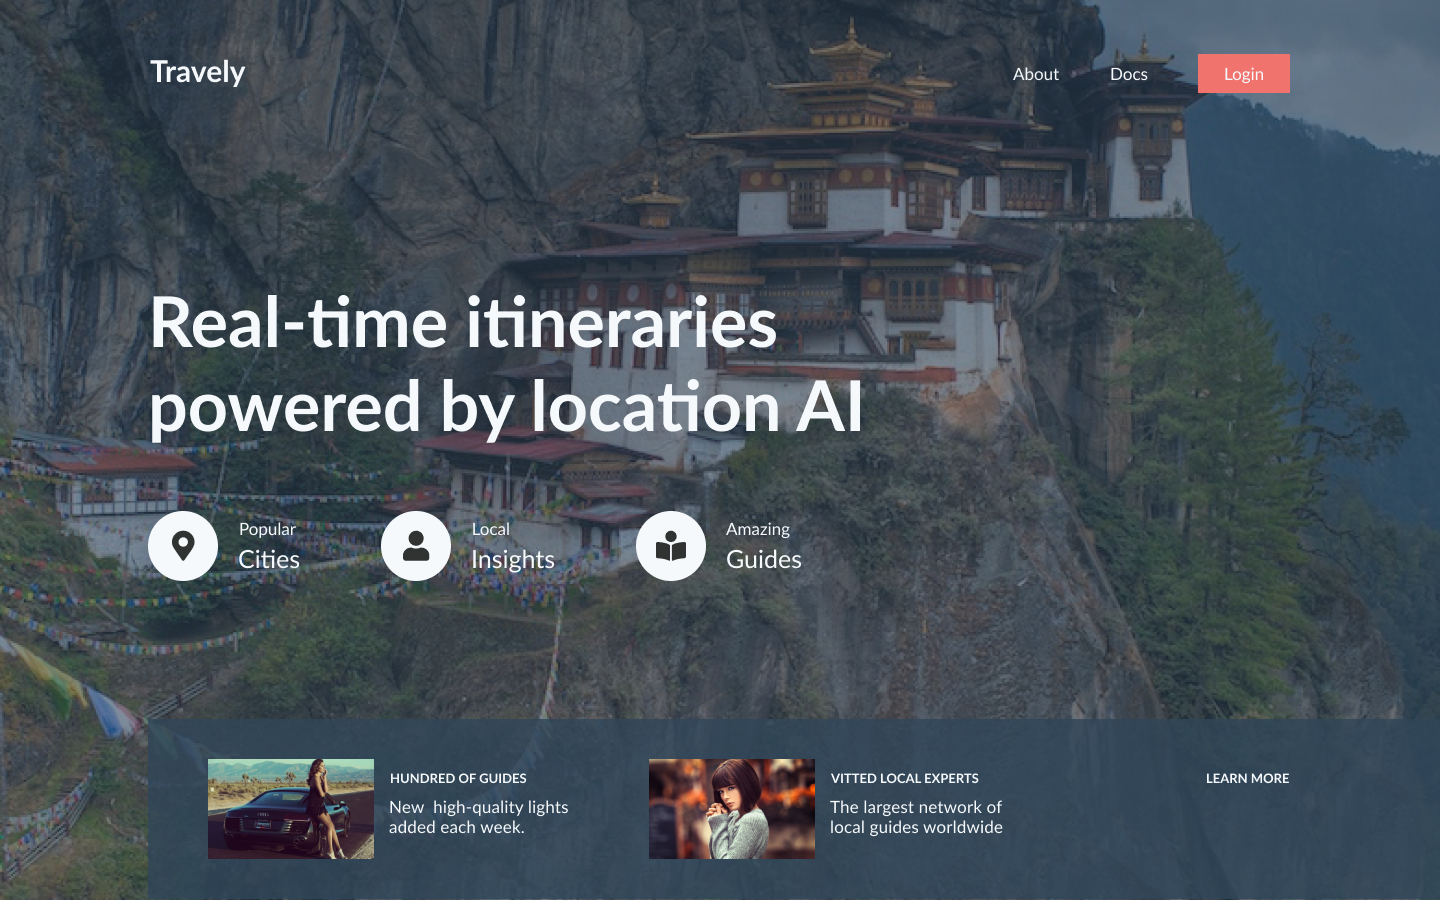 Travely
About
Docs
Login
Real-time itineraries
powered by location AI
Popular
Cities
Local
Insights
Amazing
Guides
HUNDRED OF GUIDES
New  high-quality lights
added each week.
VITTED LOCAL EXPERTS
The largest network of
local guides worldwide
LEARN MORE